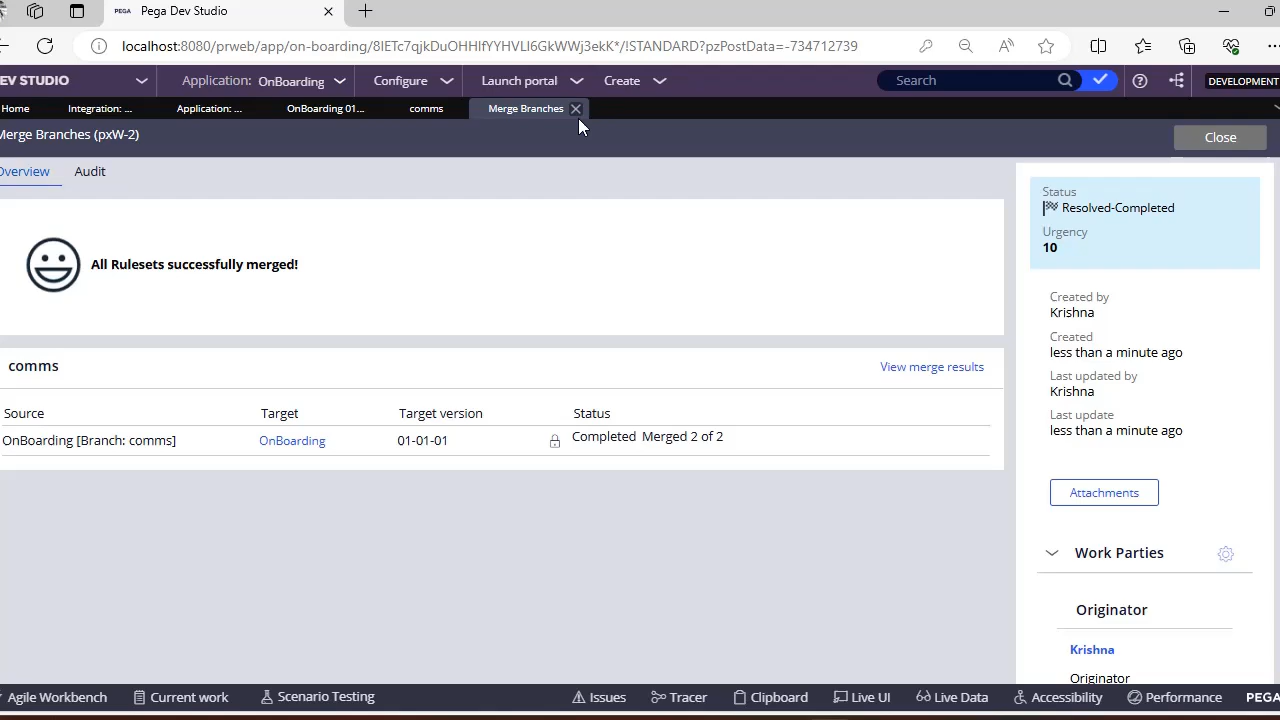 PEGA Pega Dev Studio
localhost:8080/prweb/app/on-boarding/8IETc7qjkDuOHHIfYYHVLI6GkWWj3ekK*/!STANDARD?pzPostData=-734712739
EV STUDIO Application: OnBoarding Configure Launch portal Create Search DEVELOPMENT
Home Integration: ... Application: ... OnBoarding 01... comms Merge Branches
Merge Branches (pxW-2) Close
Overview Audit
Status
Resolved-Completed
Urgency
10
All Rulesets successfully merged!
Created by
Krishna
Created
less than a minute ago
Last updated by
Krishna
Last update
less than a minute ago
comms View merge results
Source Target Target version Status
OnBoarding [Branch: comms] OnBoarding 01-01-01 Completed Merged 2 of 2
Attachments
Work Parties
Originator
Krishna
Originator
Agile Workbench Current work Scenario Testing Issues Tracer Clipboard Live UI Live Data Accessibility Performance PEGA